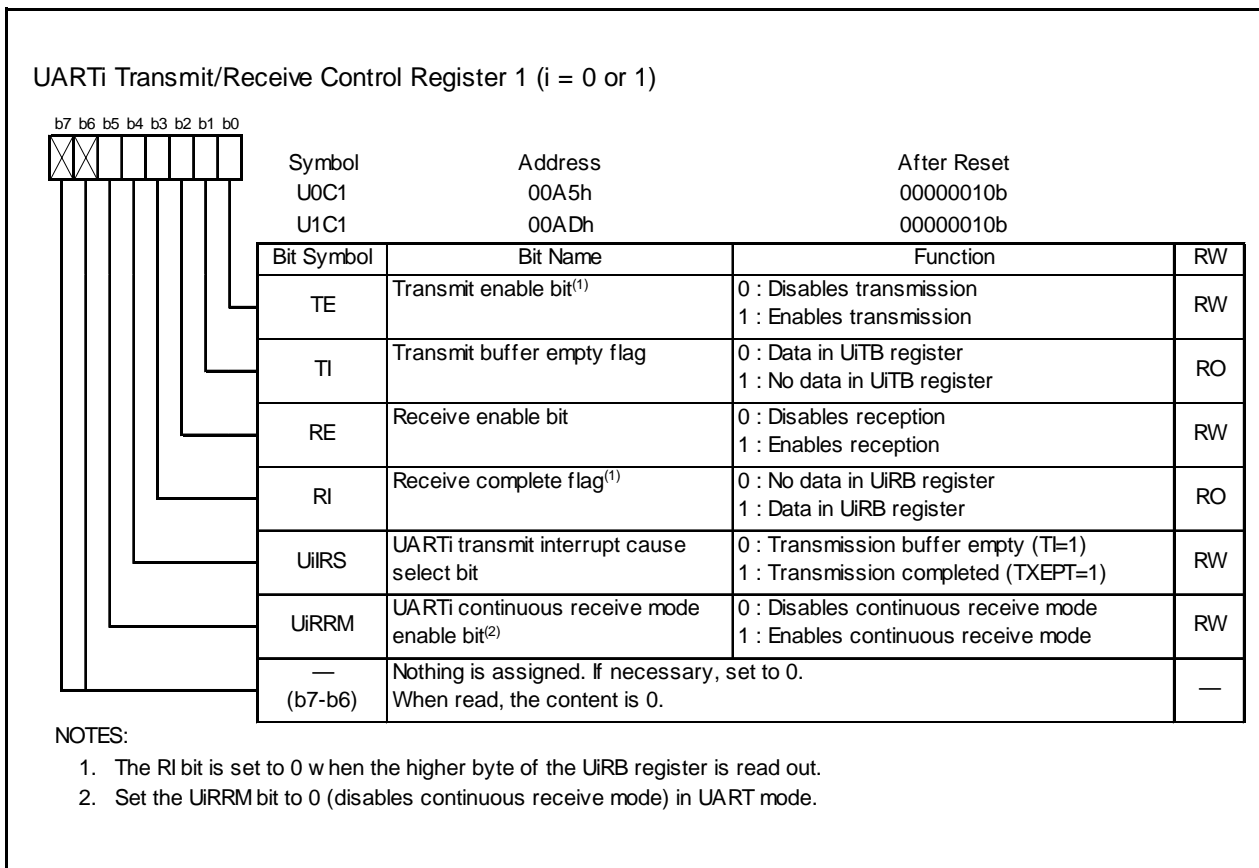 UARTi Transmit/Receive Control Register 1 (i = 0 or 1)
b7 b6 b5 b4 b3 b2 b1 b0
Symbol Address After Reset
U0C1 00A5h 00000010b
U1C1 00ADh 00000010b
Bit Symbol Bit Name Function RW
TE Transmit enable bit(1) 0 : Disables transmission RW
1 : Enables transmission
TI Transmit buffer empty flag 0 : Data in UiTB register RO
1 : No data in UiTB register
RE Receive enable bit 0 : Disables reception RW
1 : Enables reception
RI Receive complete flag(1) 0 : No data in UiRB register RO
1 : Data in UiRB register
UiIRS UARTi transmit interrupt cause 0 : Transmission buffer empty (TI=1) RW
select bit 1 : Transmission completed (TXEPT=1)
UiRRM UARTi continuous receive mode 0 : Disables continuous receive mode RW
enable bit(2) 1 : Enables continuous receive mode
— Nothing is assigned. If necessary, set to 0. —
(b7-b6) When read, the content is 0.
NOTES:
1. The RI bit is set to 0 when the higher byte of the UiRB register is read out.
2. Set the UiRRM bit to 0 (disables continuous receive mode) in UART mode.